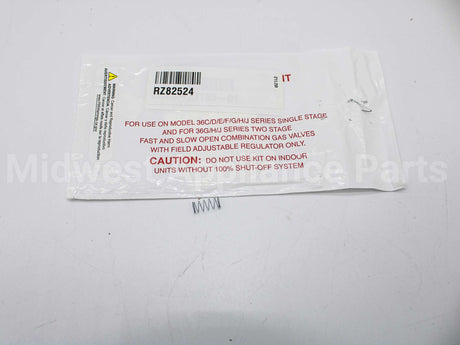 IT
RZ82524
FOR USE ON MODEL 36C/D/E/F/G/H/J SERIES SINGLE STAGE
AND FOR 36G/H/J SERIES TWO STAGE
FAST AND SLOW OPEN COMBINATION GAS VALVES
WITH FIELD ADJUSTABLE REGULATOR ONLY.
CAUTION: DO NOT USE KIT ON INDOOR
UNITS WITHOUT 100% SHUT-OFF SYSTEM
Midwest Appliance Parts